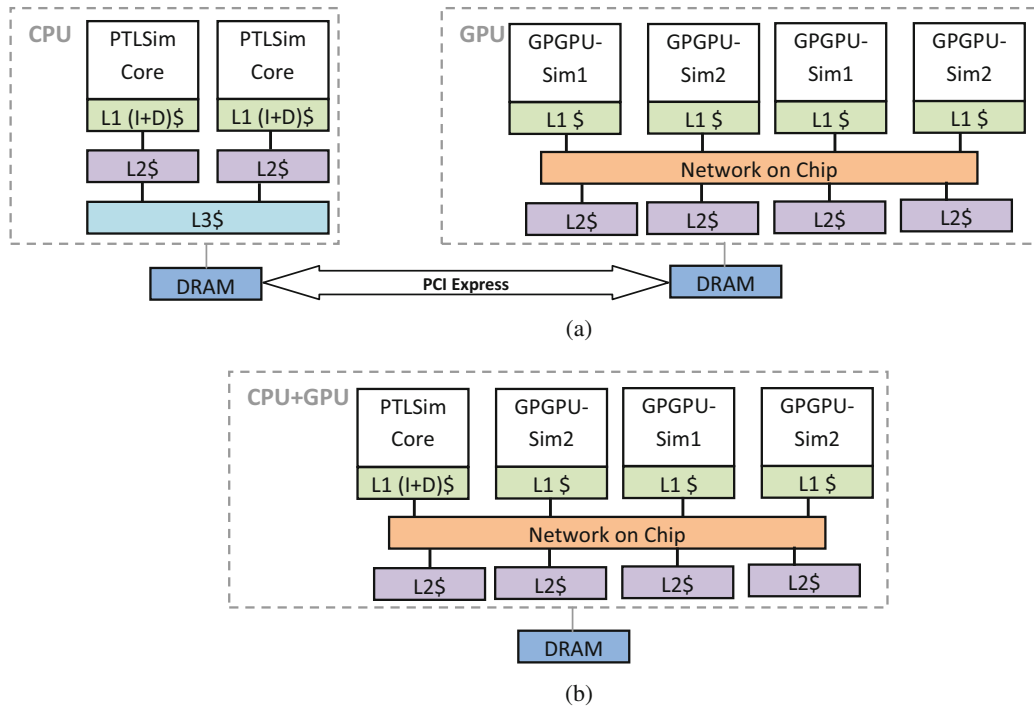 CPU
PTLSim
Core
L1 (I+D)$
L2$
PTLSim
Core
L1 (I+D)$
L2$
L3$
DRAM
PCI Express
GPU
GPGPU-
Sim1
L1 $
GPGPU-
Sim2
L1 $
GPGPU-
Sim1
L1 $
GPGPU-
Sim2
L1 $
Network on Chip
L2$
L2$
L2$
L2$
DRAM
(a)
CPU+GPU
PTLSim
Core
L1 (I+D)$
GPGPU-
Sim2
L1 $
GPGPU-
Sim1
L1 $
GPGPU-
Sim2
L1 $
Network on Chip
L2$
L2$
L2$
L2$
DRAM
(b)